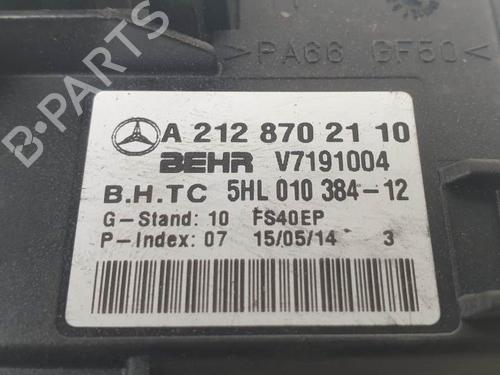 >PA66 GF50<
A 212 870 21 10
BEHR V7191004
B.H.TC 5HL 010 384-12
G-Stand: 10 FS40EP
P-Index: 07 15/05/14 3
B-PARTS